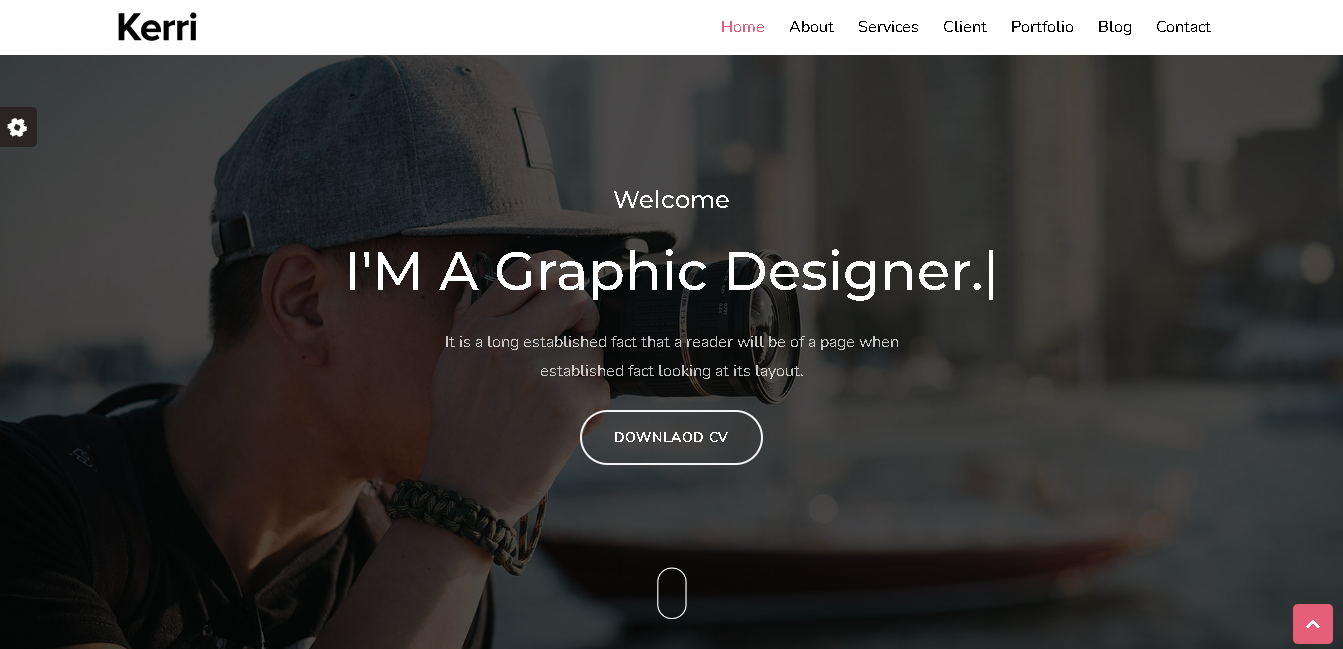 Kerri
Home About Services Client Portfolio Blog Contact
Welcome
I'M A Graphic Designer.|
It is a long established fact that a reader will be of a page when
established fact looking at its layout.
DOWNLAOD CV